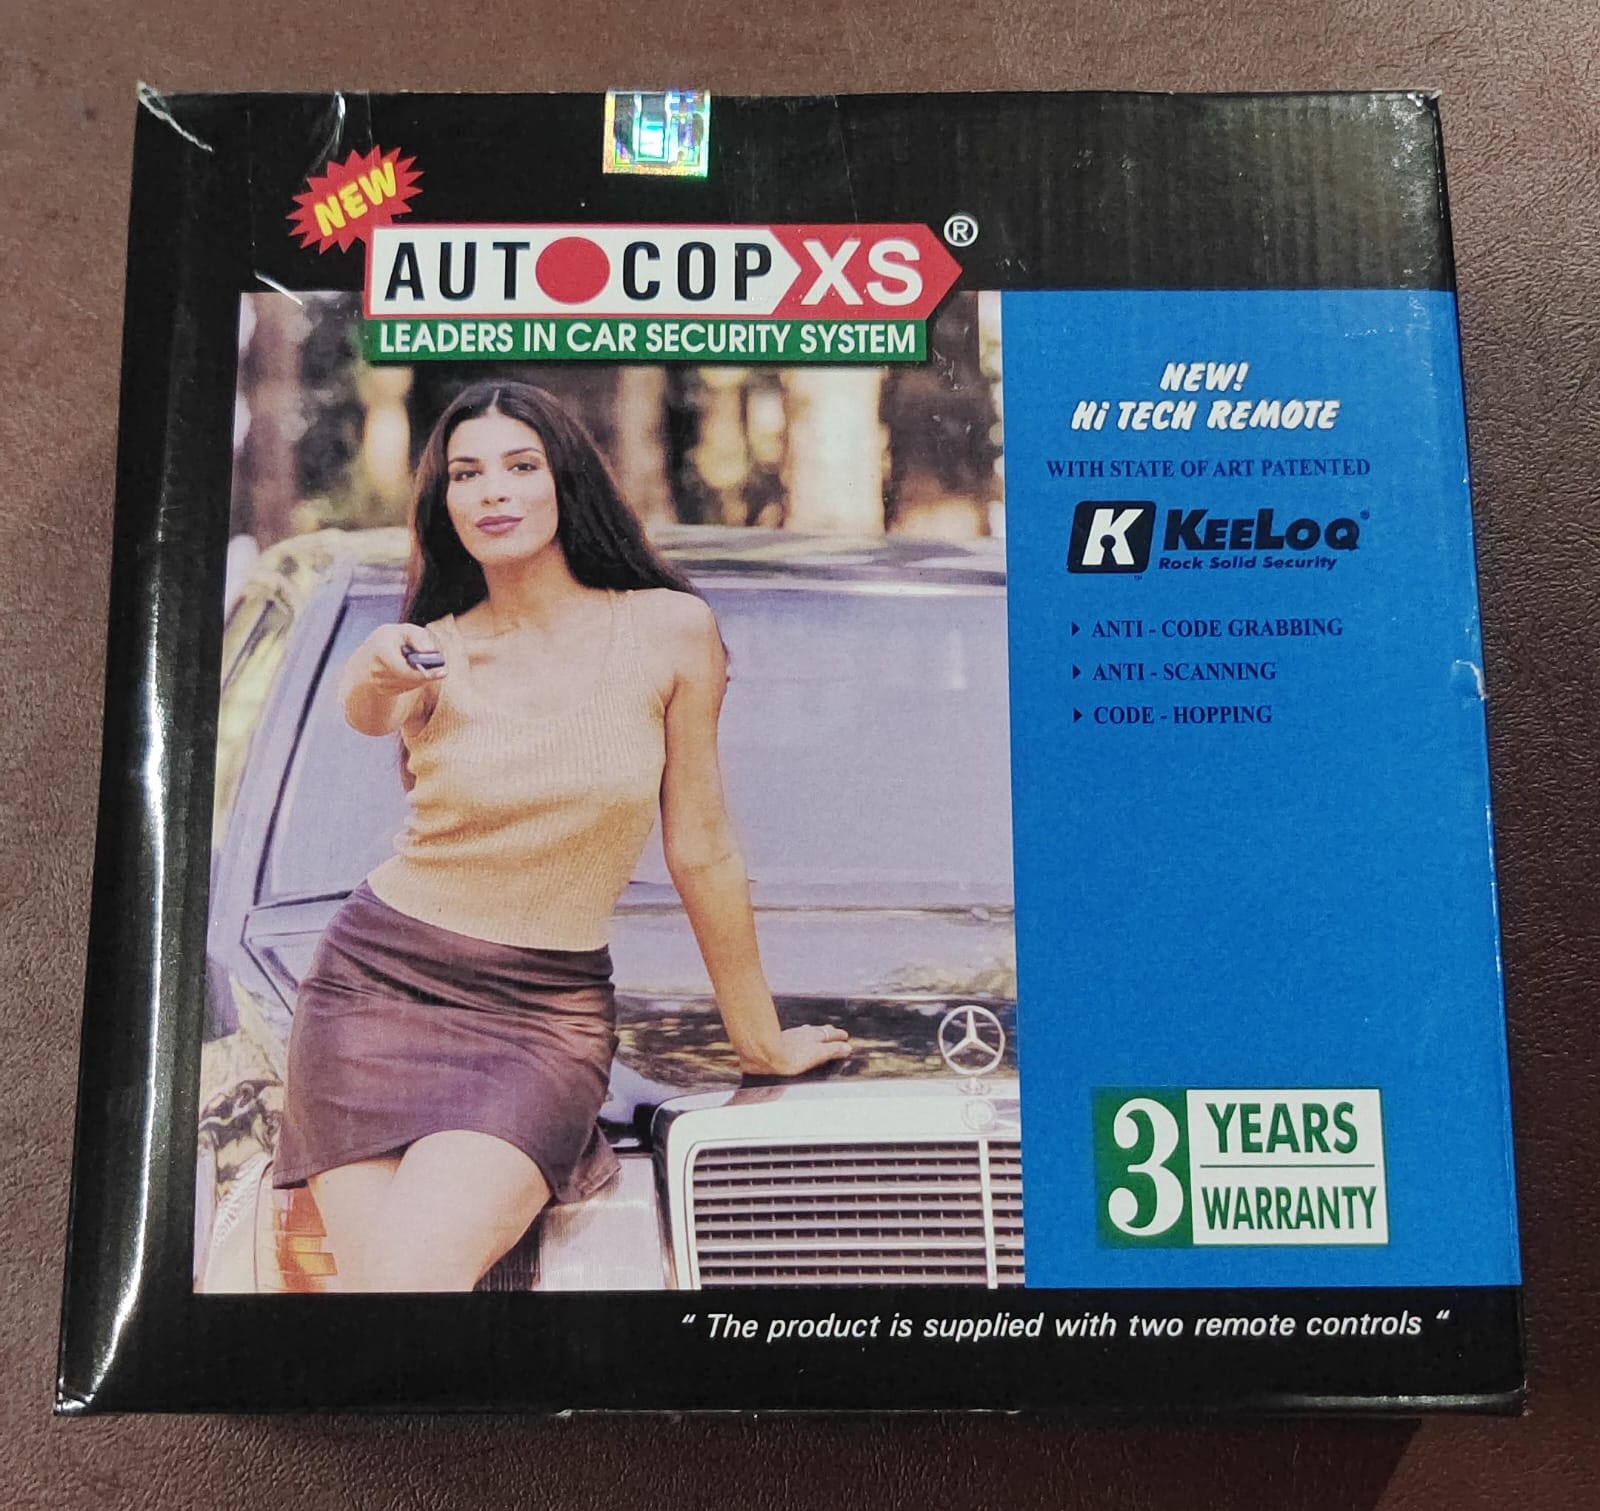 NEW
AUTOCOP XS ®
LEADERS IN CAR SECURITY SYSTEM
NEW!
Hi TECH REMOTE
WITH STATE OF ART PATENTED
K KEELOQ®
Rock Solid Security
TM
ANTI - CODE GRABBING
ANTI - SCANNING
CODE - HOPPING
3 YEARS
WARRANTY
“ The product is supplied with two remote controls “